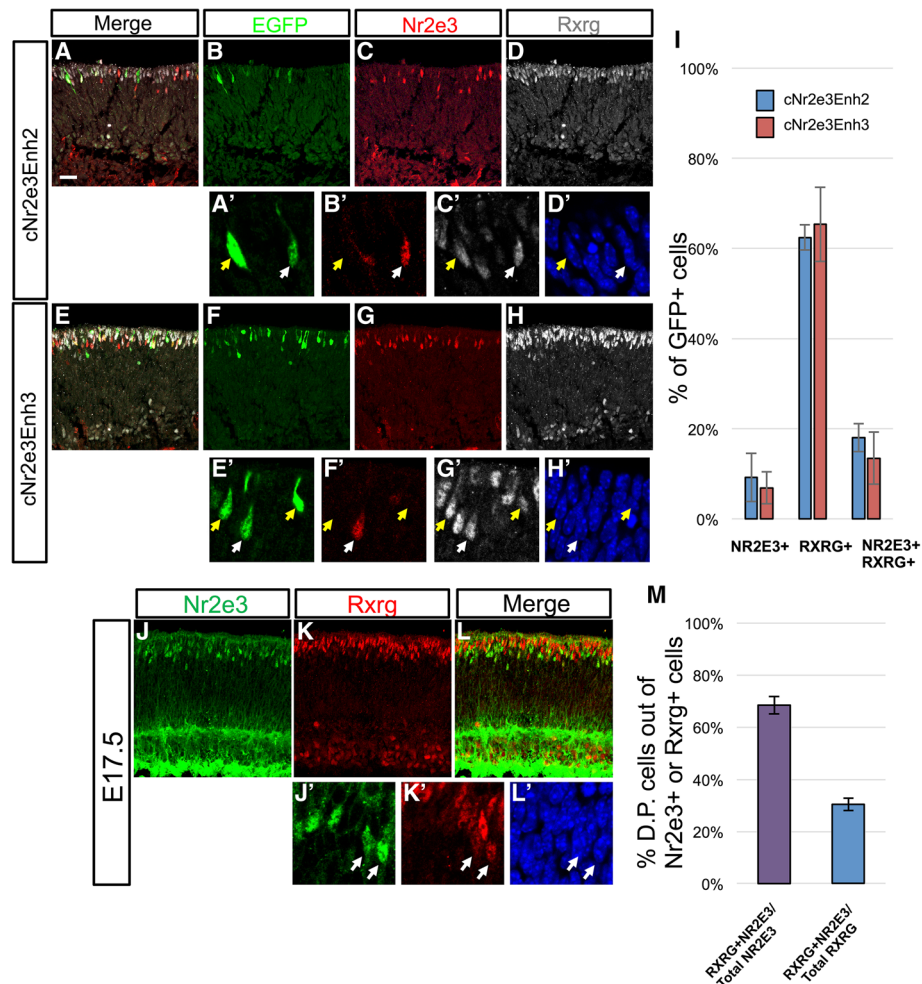 Merge
EGFP
Nr2e3
Rxrg
cNr2e3Enh2
A
B
C
D
A'
B'
C'
D'
cNr2e3Enh3
E
F
G
H
E'
F'
G'
H'
I
% of GFP+ cells
100%
80%
60%
40%
20%
0%
cNr2e3Enh2
cNr2e3Enh3
NR2E3+
RXRG+
NR2E3+
RXRG+
Nr2e3
Rxrg
Merge
E17.5
J
K
L
J'
K'
L'
M
% D.P. cells out of
Nr2e3+ or Rxrg+ cells
100%
80%
60%
40%
20%
0%
RXRG+NR2E3/
Total NR2E3
RXRG+NR2E3/
Total RXRG